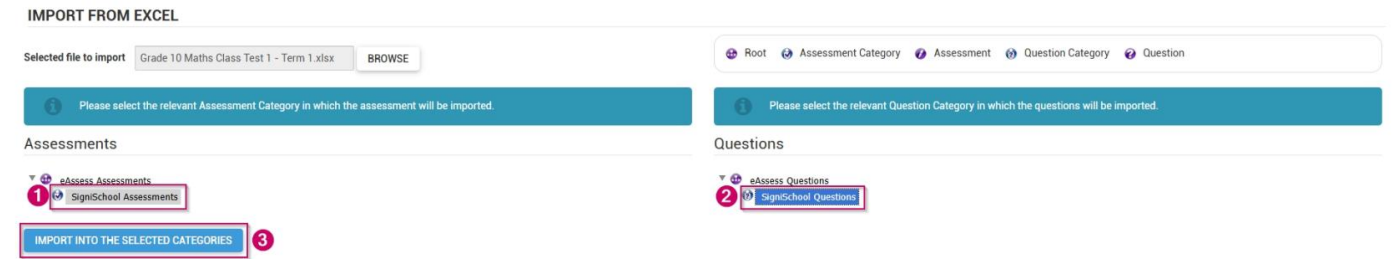 IMPORT FROM EXCEL
Selected file to import Grade 10 Maths Class Test 1 - Term 1.xlsx BROWSE
Root Assessment Category Assessment Question Category Question
Please select the relevant Assessment Category in which the assessment will be imported.
Please select the relevant Question Category in which the questions will be imported.
Assessments
Questions
eAssess Assessments
1 SigniSchool Assessments
eAssess Questions
2 SigniSchool Questions
IMPORT INTO THE SELECTED CATEGORIES 3